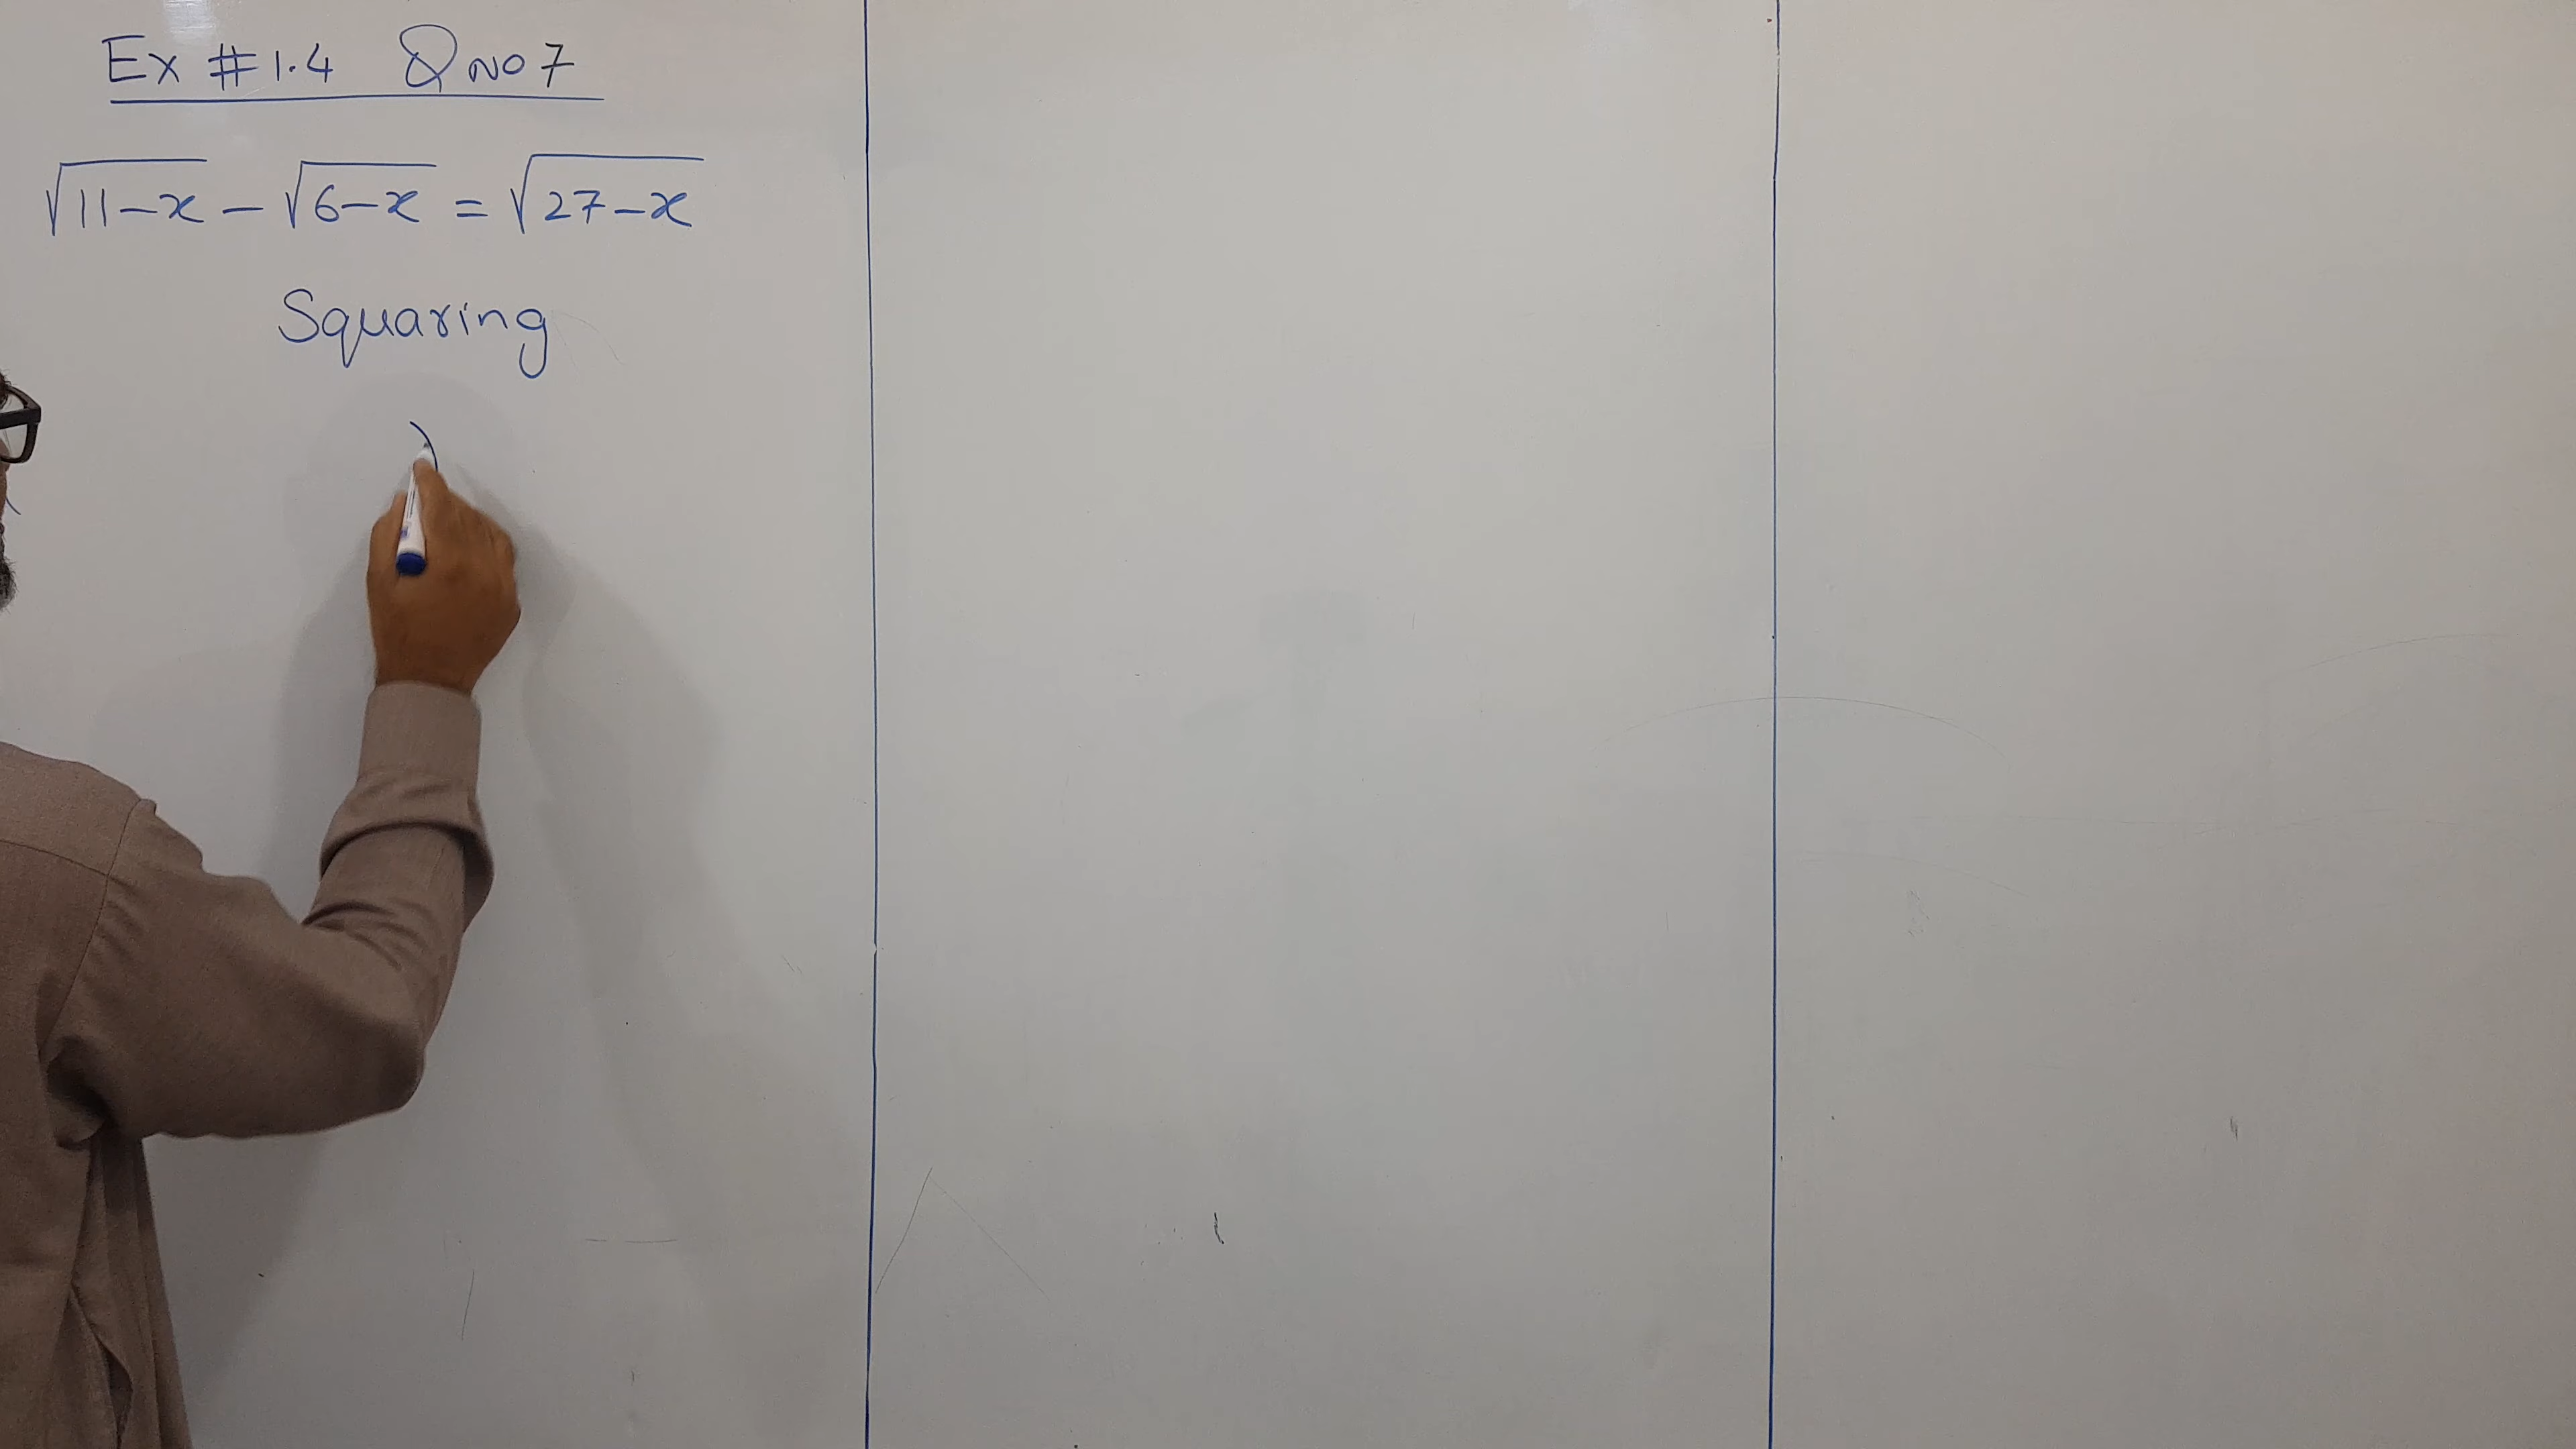 Ex # 1.4 Q NO 7
√11-x - √6-x = √27-x
Squaring